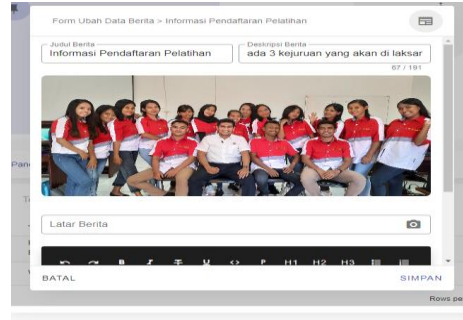 Form Ubah Data Berita > Informasi Pendaftaran Pelatihan
Judul Berita
Informasi Pendaftaran Pelatihan
Deskripsi Berita
ada 3 kejuruan yang akan di laksar
67 / 191
Latar Berita
B I T U <> P H1 H2 H3
BATAL
SIMPAN
Rows pe